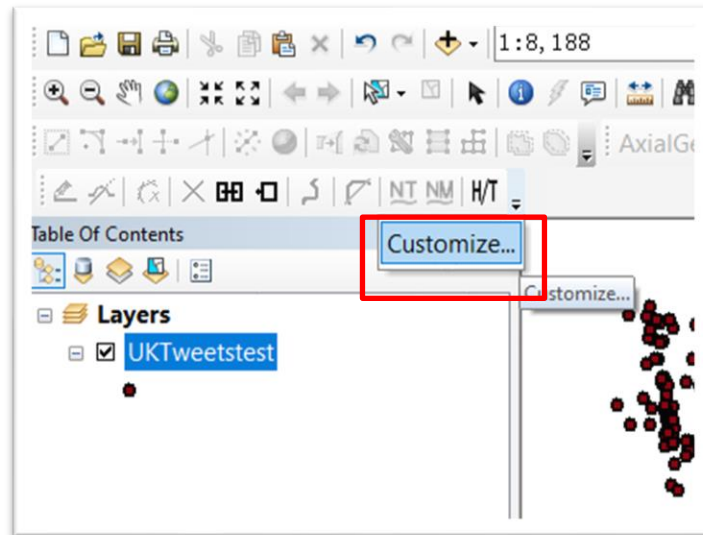 1:8,188
AxialGe
NT NM H/T
Table Of Contents
Customize...
Customize...
Layers
UKTweetstest